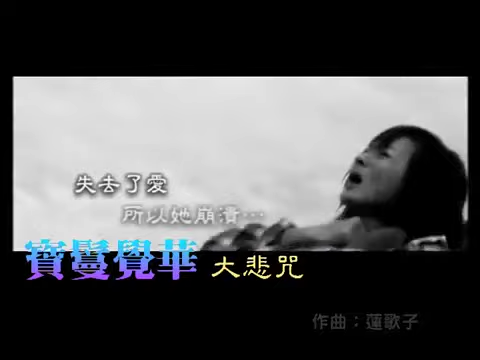 失去了愛
所以她崩潰…
寶鬘覺華 大悲咒
作曲：蓮歌子